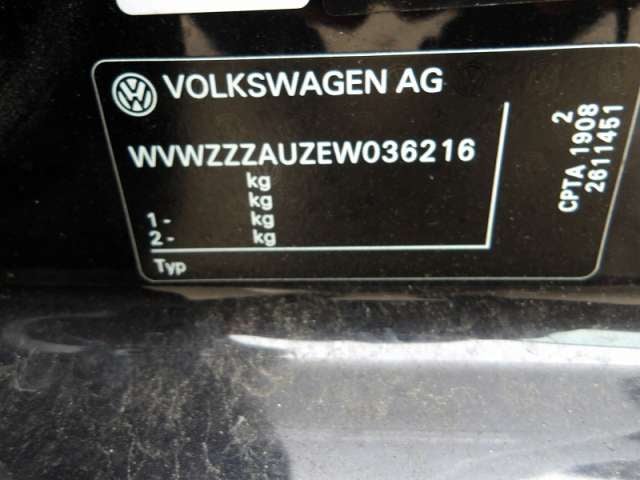 VOLKSWAGEN AG
WVWZZZAUZEW036216
kg
kg
1 - kg
2 - kg
Typ
2
CPTA 1908
2611451